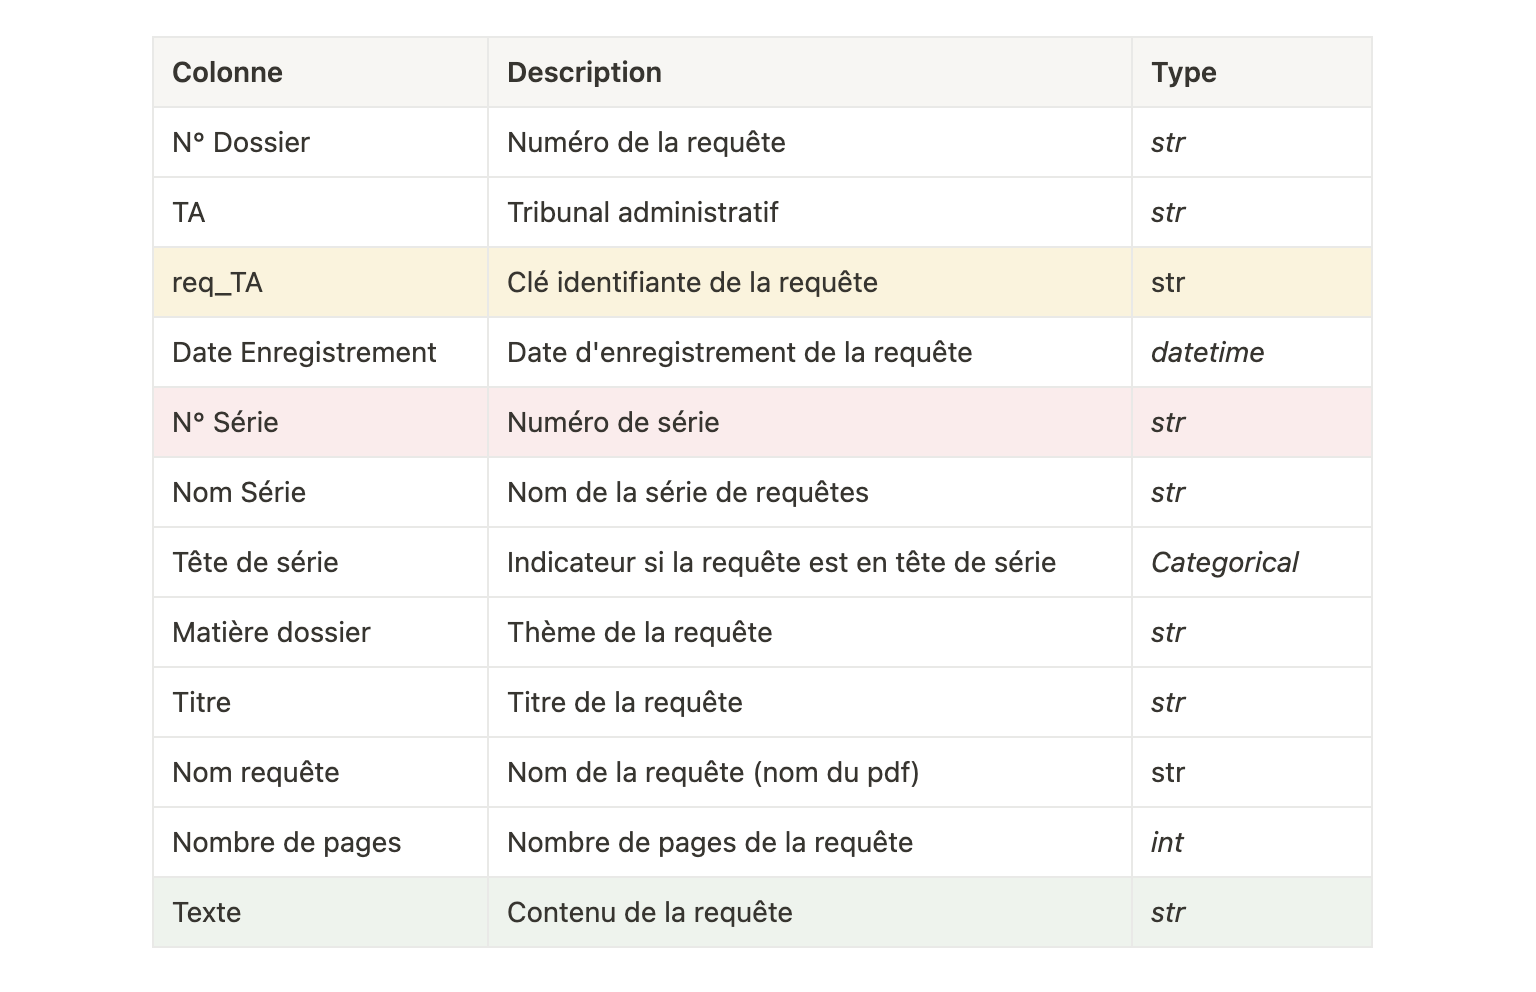 Colonne Description Type
N° Dossier Numéro de la requête str
TA Tribunal administratif str
req_TA Clé identifiante de la requête str
Date Enregistrement Date d'enregistrement de la requête datetime
N° Série Numéro de série str
Nom Série Nom de la série de requêtes str
Tête de série Indicateur si la requête est en tête de série Categorical
Matière dossier Thème de la requête str
Titre Titre de la requête str
Nom requête Nom de la requête (nom du pdf) str
Nombre de pages Nombre de pages de la requête int
Texte Contenu de la requête str